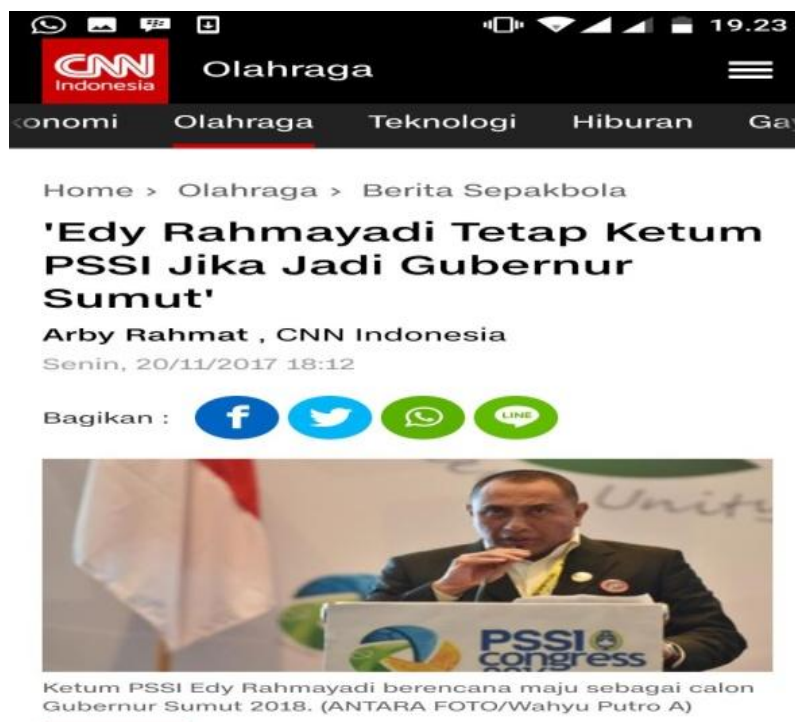 19.23
CNN
Indonesia
Olahraga
konomi Olahraga Teknologi Hiburan Ga
Home > Olahraga > Berita Sepakbola
'Edy Rahmayadi Tetap Ketum
PSSI Jika Jadi Gubernur
Sumut'
Arby Rahmat , CNN Indonesia
Senin, 20/11/2017 18:12
Bagikan :
f
LINE
Unity
PSSI
congress
Ketum PSSI Edy Rahmayadi berencana maju sebagai calon
Gubernur Sumut 2018. (ANTARA FOTO/Wahyu Putro A)